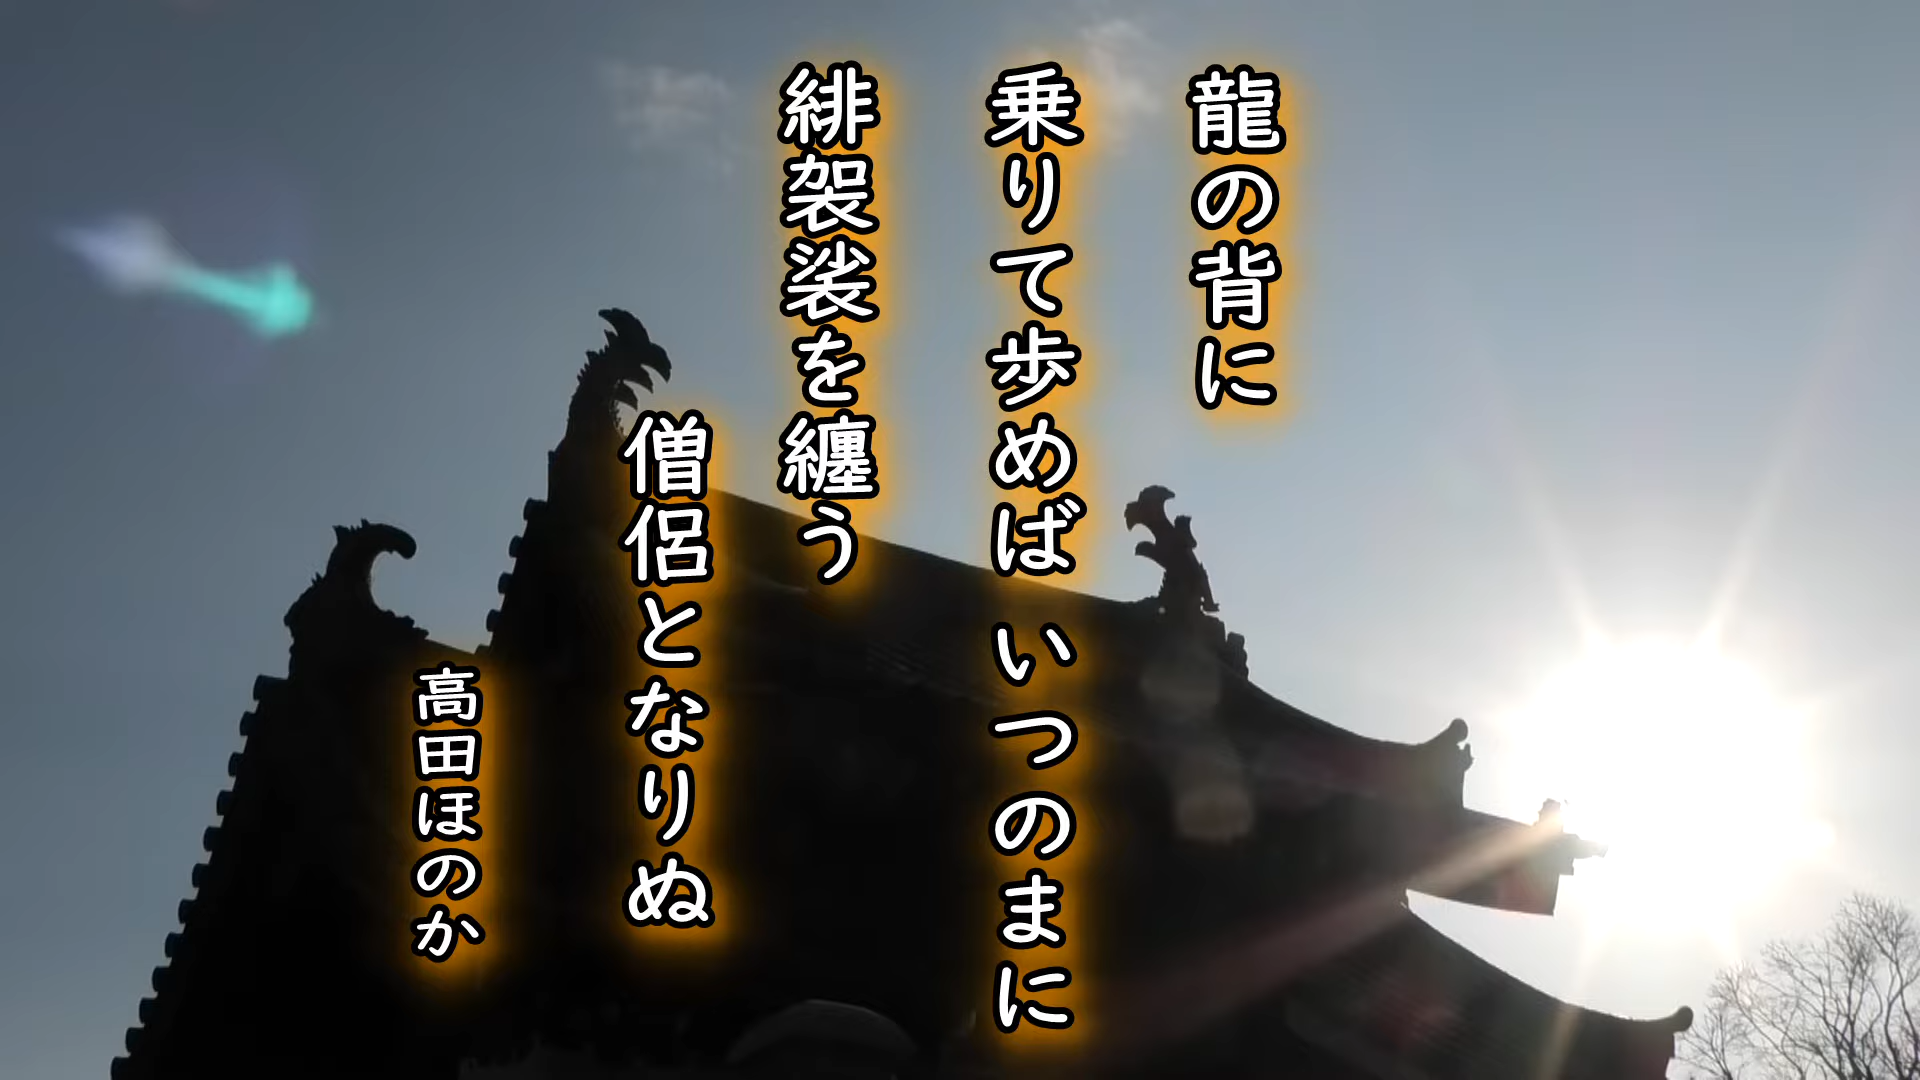 龍の背に
乗りて歩めば いつのまに
緋袈裟を纏う
僧侶となりぬ
高田ほのか